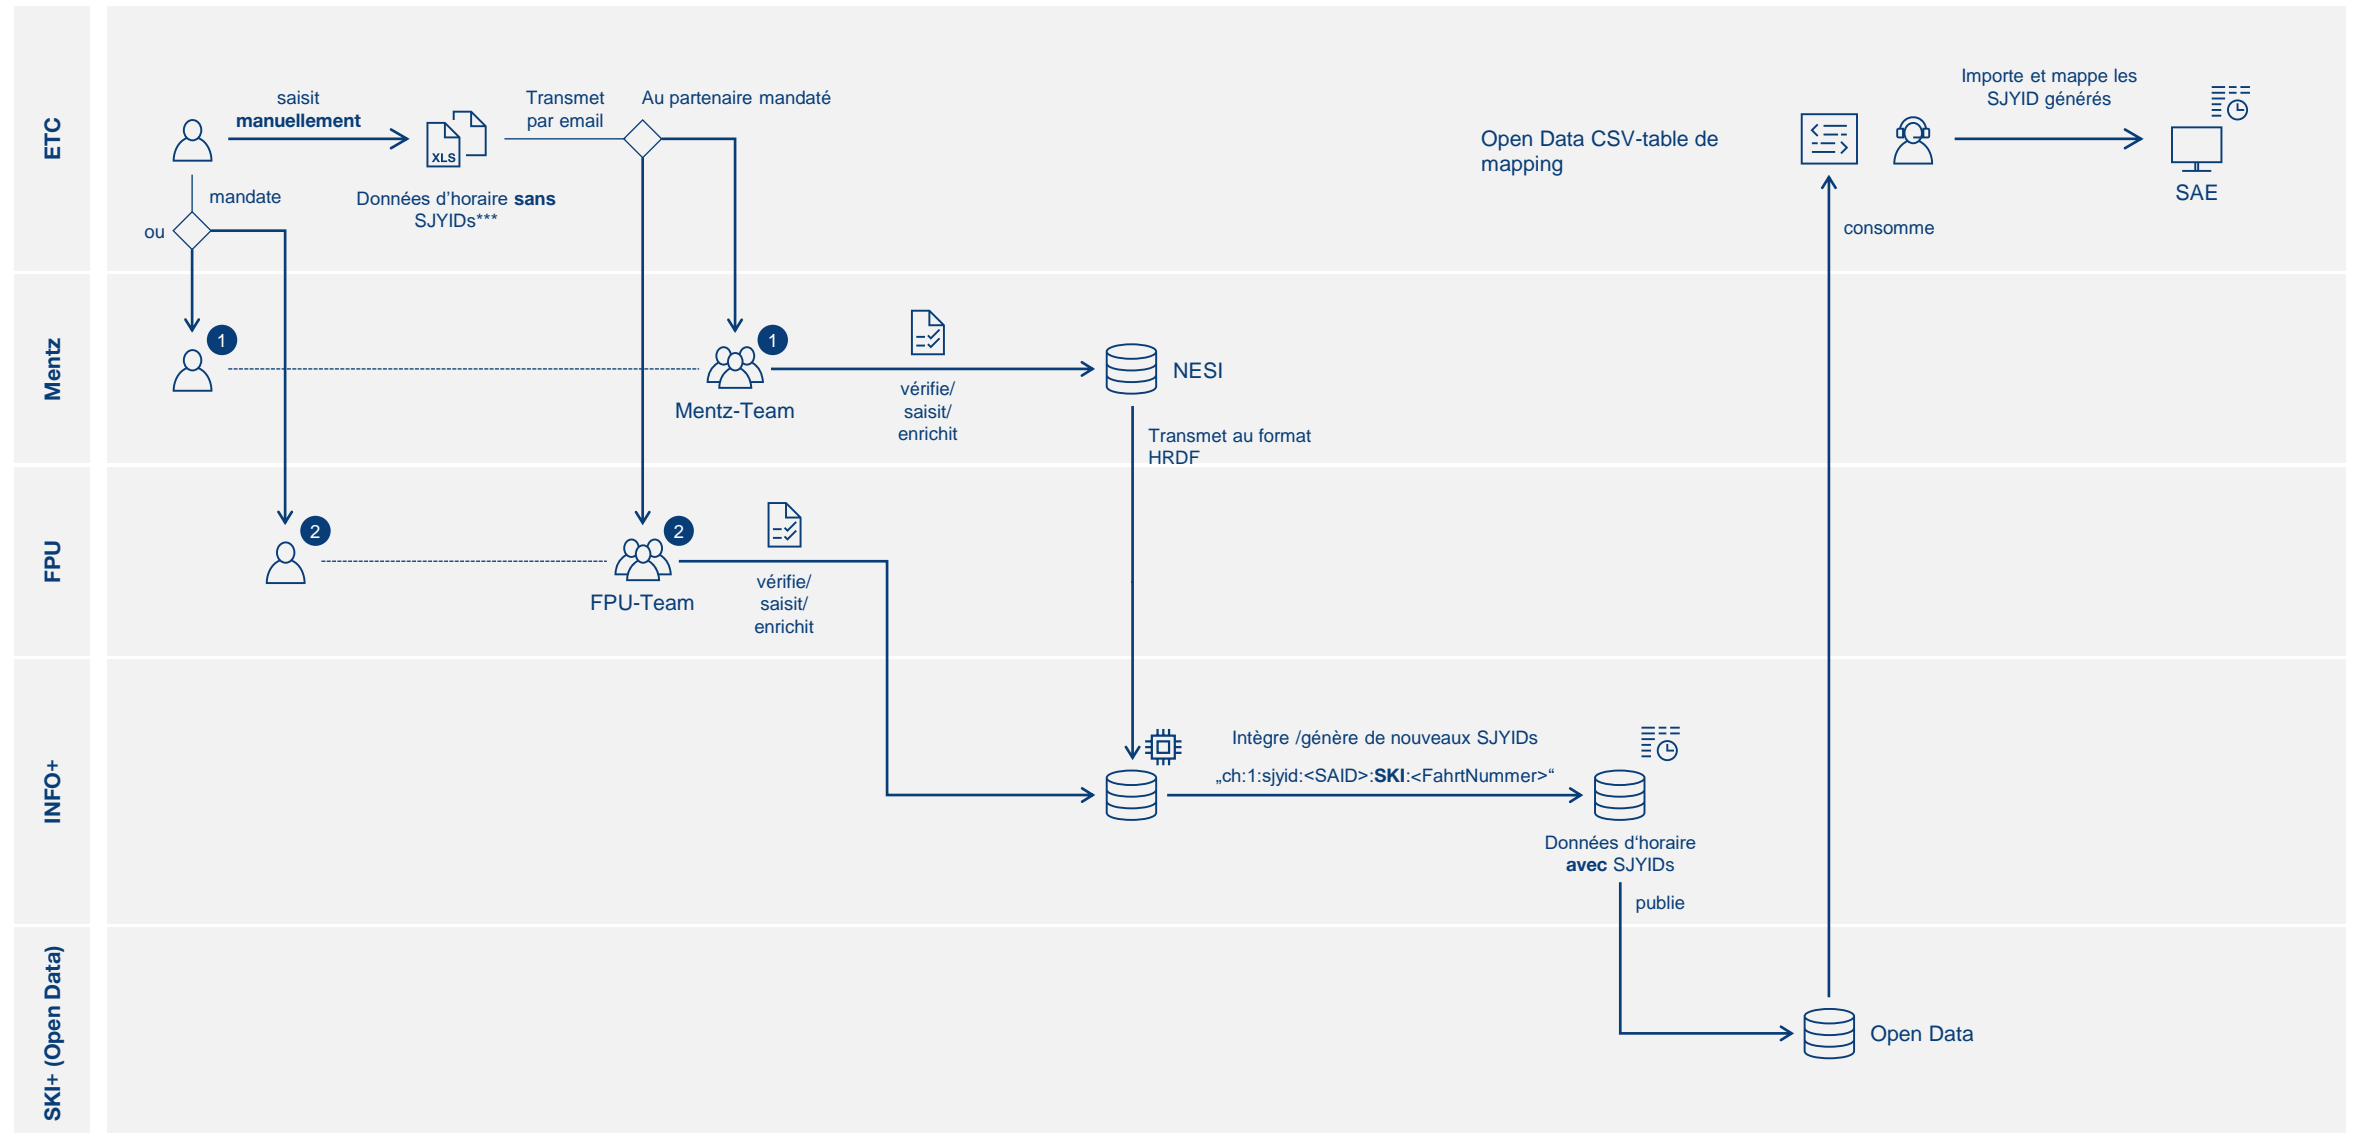 ETC
saisit
manuellement
XLS
Données d'horaire sans
SJYIDs***
Transmet
par email
Au partenaire mandaté
mandate
ou
Open Data CSV-table de
mapping
Importe et mappe les
SJYID générés
SAE
consomme
Mentz
1
1
Mentz-Team
vérifie/
saisit/
enrichit
NESI
Transmet au format
HRDF
FPU
2
2
FPU-Team
vérifie/
saisit/
enrichit
INFO+
Intègre /génère de nouveaux SJYIDs
„ch:1:sjyid:<SAID>:SKI:<FahrtNummer>“
Données d‘horaire
avec SJYIDs
publie
SKI+ (Open Data)
Open Data